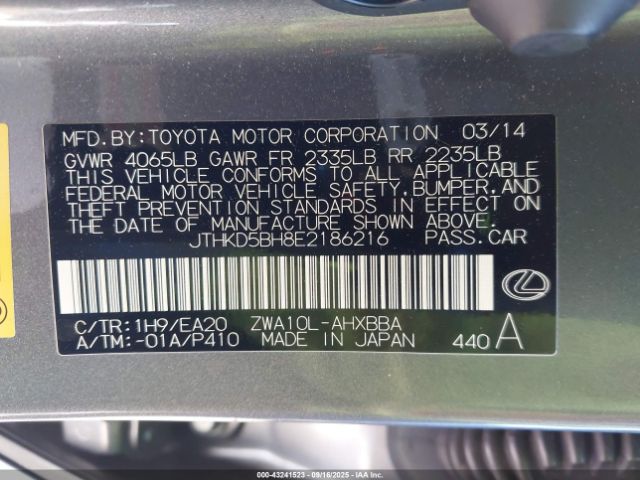 MFD.BY:TOYOTA MOTOR CORPORATION 03/14
GVWR 4065LB GAWR FR 2335LB RR 2235LB
THIS VEHICLE CONFORMS TO ALL APPLICABLE
FEDERAL MOTOR VEHICLE SAFETY,BUMPER,AND
THEFT PREVENTION STANDARDS IN EFFECT ON
THE DATE OF MANUFACTURE SHOWN ABOVE.
JTHKD5BH8E2186216 PASS.CAR
C/TR:1H9/EA20 ZWA10L-AHXBBA
A/TM:-01A/P410 MADE IN JAPAN 440 A
© 00-43241523 - 09/16/2025 - IAAI ©